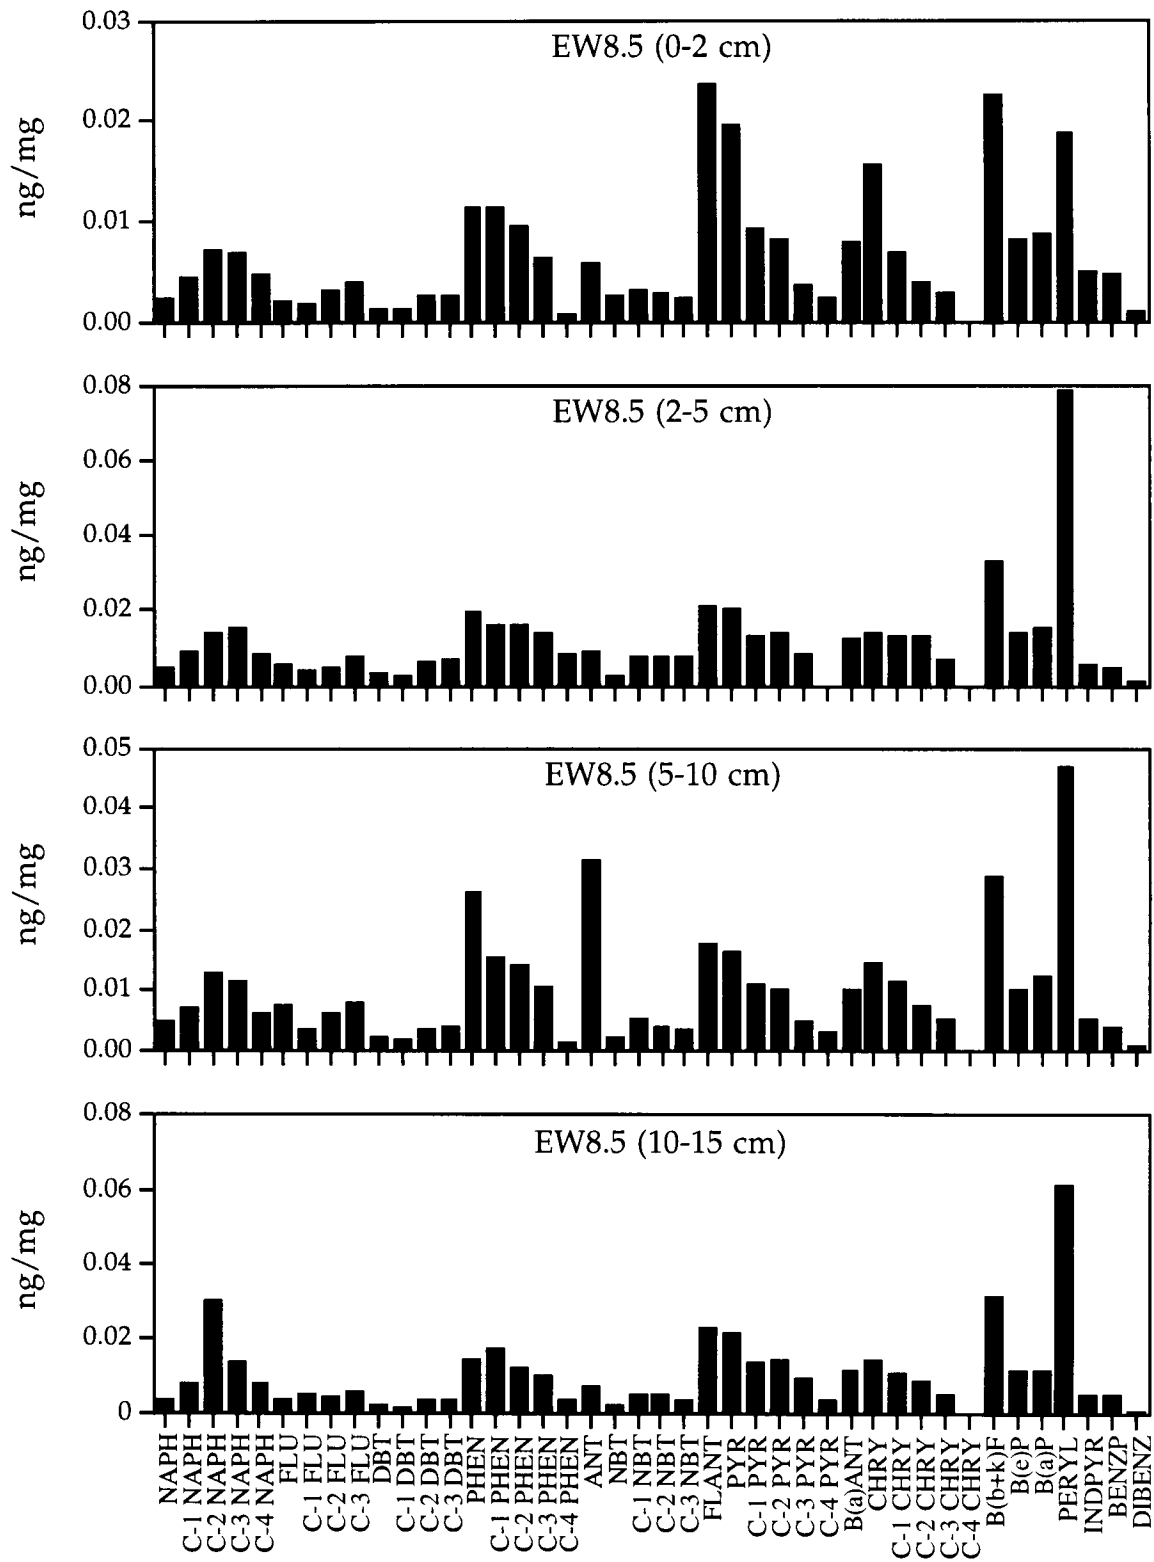 EW8.5 (0-2 cm)
ng/mg
0.03
0.02
0.01
0.00
EW8.5 (2-5 cm)
ng/mg
0.08
0.06
0.04
0.02
0.00
EW8.5 (5-10 cm)
ng/mg
0.05
0.04
0.03
0.02
0.01
0.00
EW8.5 (10-15 cm)
ng/mg
0.08
0.06
0.04
0.02
0
NAPH
C-1 NAPH
C-2 NAPH
C-3 NAPH
C-4 NAPH
FLU
C-1 FLU
C-2 FLU
C-3 FLU
DBT
C-1 DBT
C-2 DBT
C-3 DBT
PHEN
C-1 PHEN
C-2 PHEN
C-3 PHEN
C-4 PHEN
ANT
NBT
C-1 NBT
C-2 NBT
C-3 NBT
FLANT
PYR
C-1 PYR
C-2 PYR
C-3 PYR
C-4 PYR
B(a)ANT
CHRY
C-1 CHRY
C-2 CHRY
C-3 CHRY
C-4 CHRY
B(b+k)F
B(e)P
B(a)P
PERYL
INDPYR
BENZP
DIBENZ